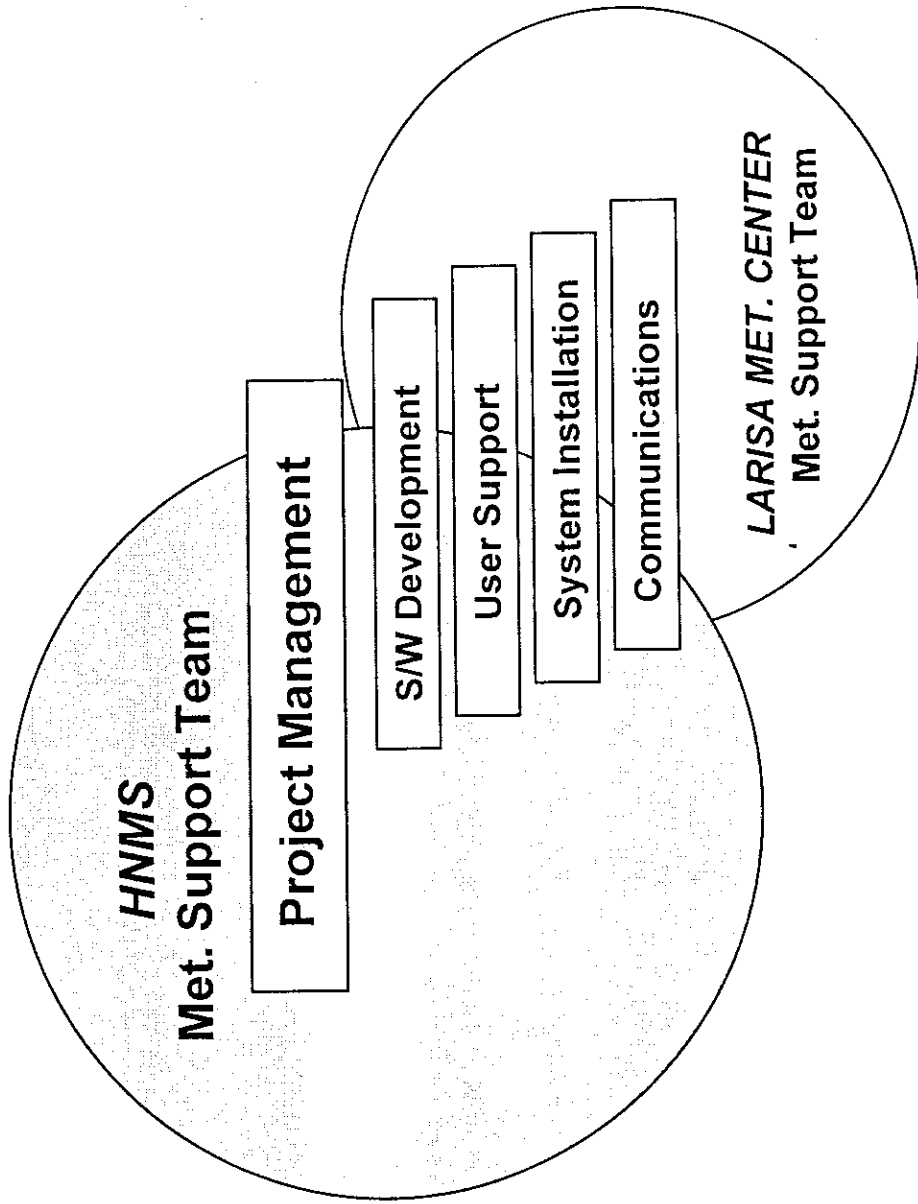 HNMS
Met. Support Team
Project Management
S/W Development
User Support
System Installation
Communications
LARISA MET. CENTER
Met. Support Team